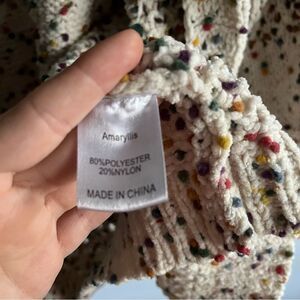 Amaryllis
80%POLYESTER
20%NYLON
MADE IN CHINA